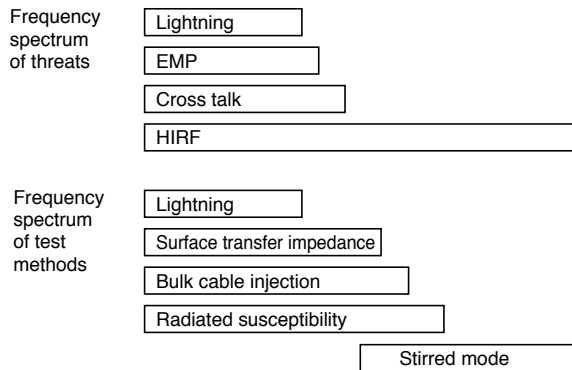 Frequency
spectrum
of threats
Lightning
EMP
Cross talk
HIRF
Frequency
spectrum
of test
methods
Lightning
Surface transfer impedance
Bulk cable injection
Radiated susceptibility
Stirred mode